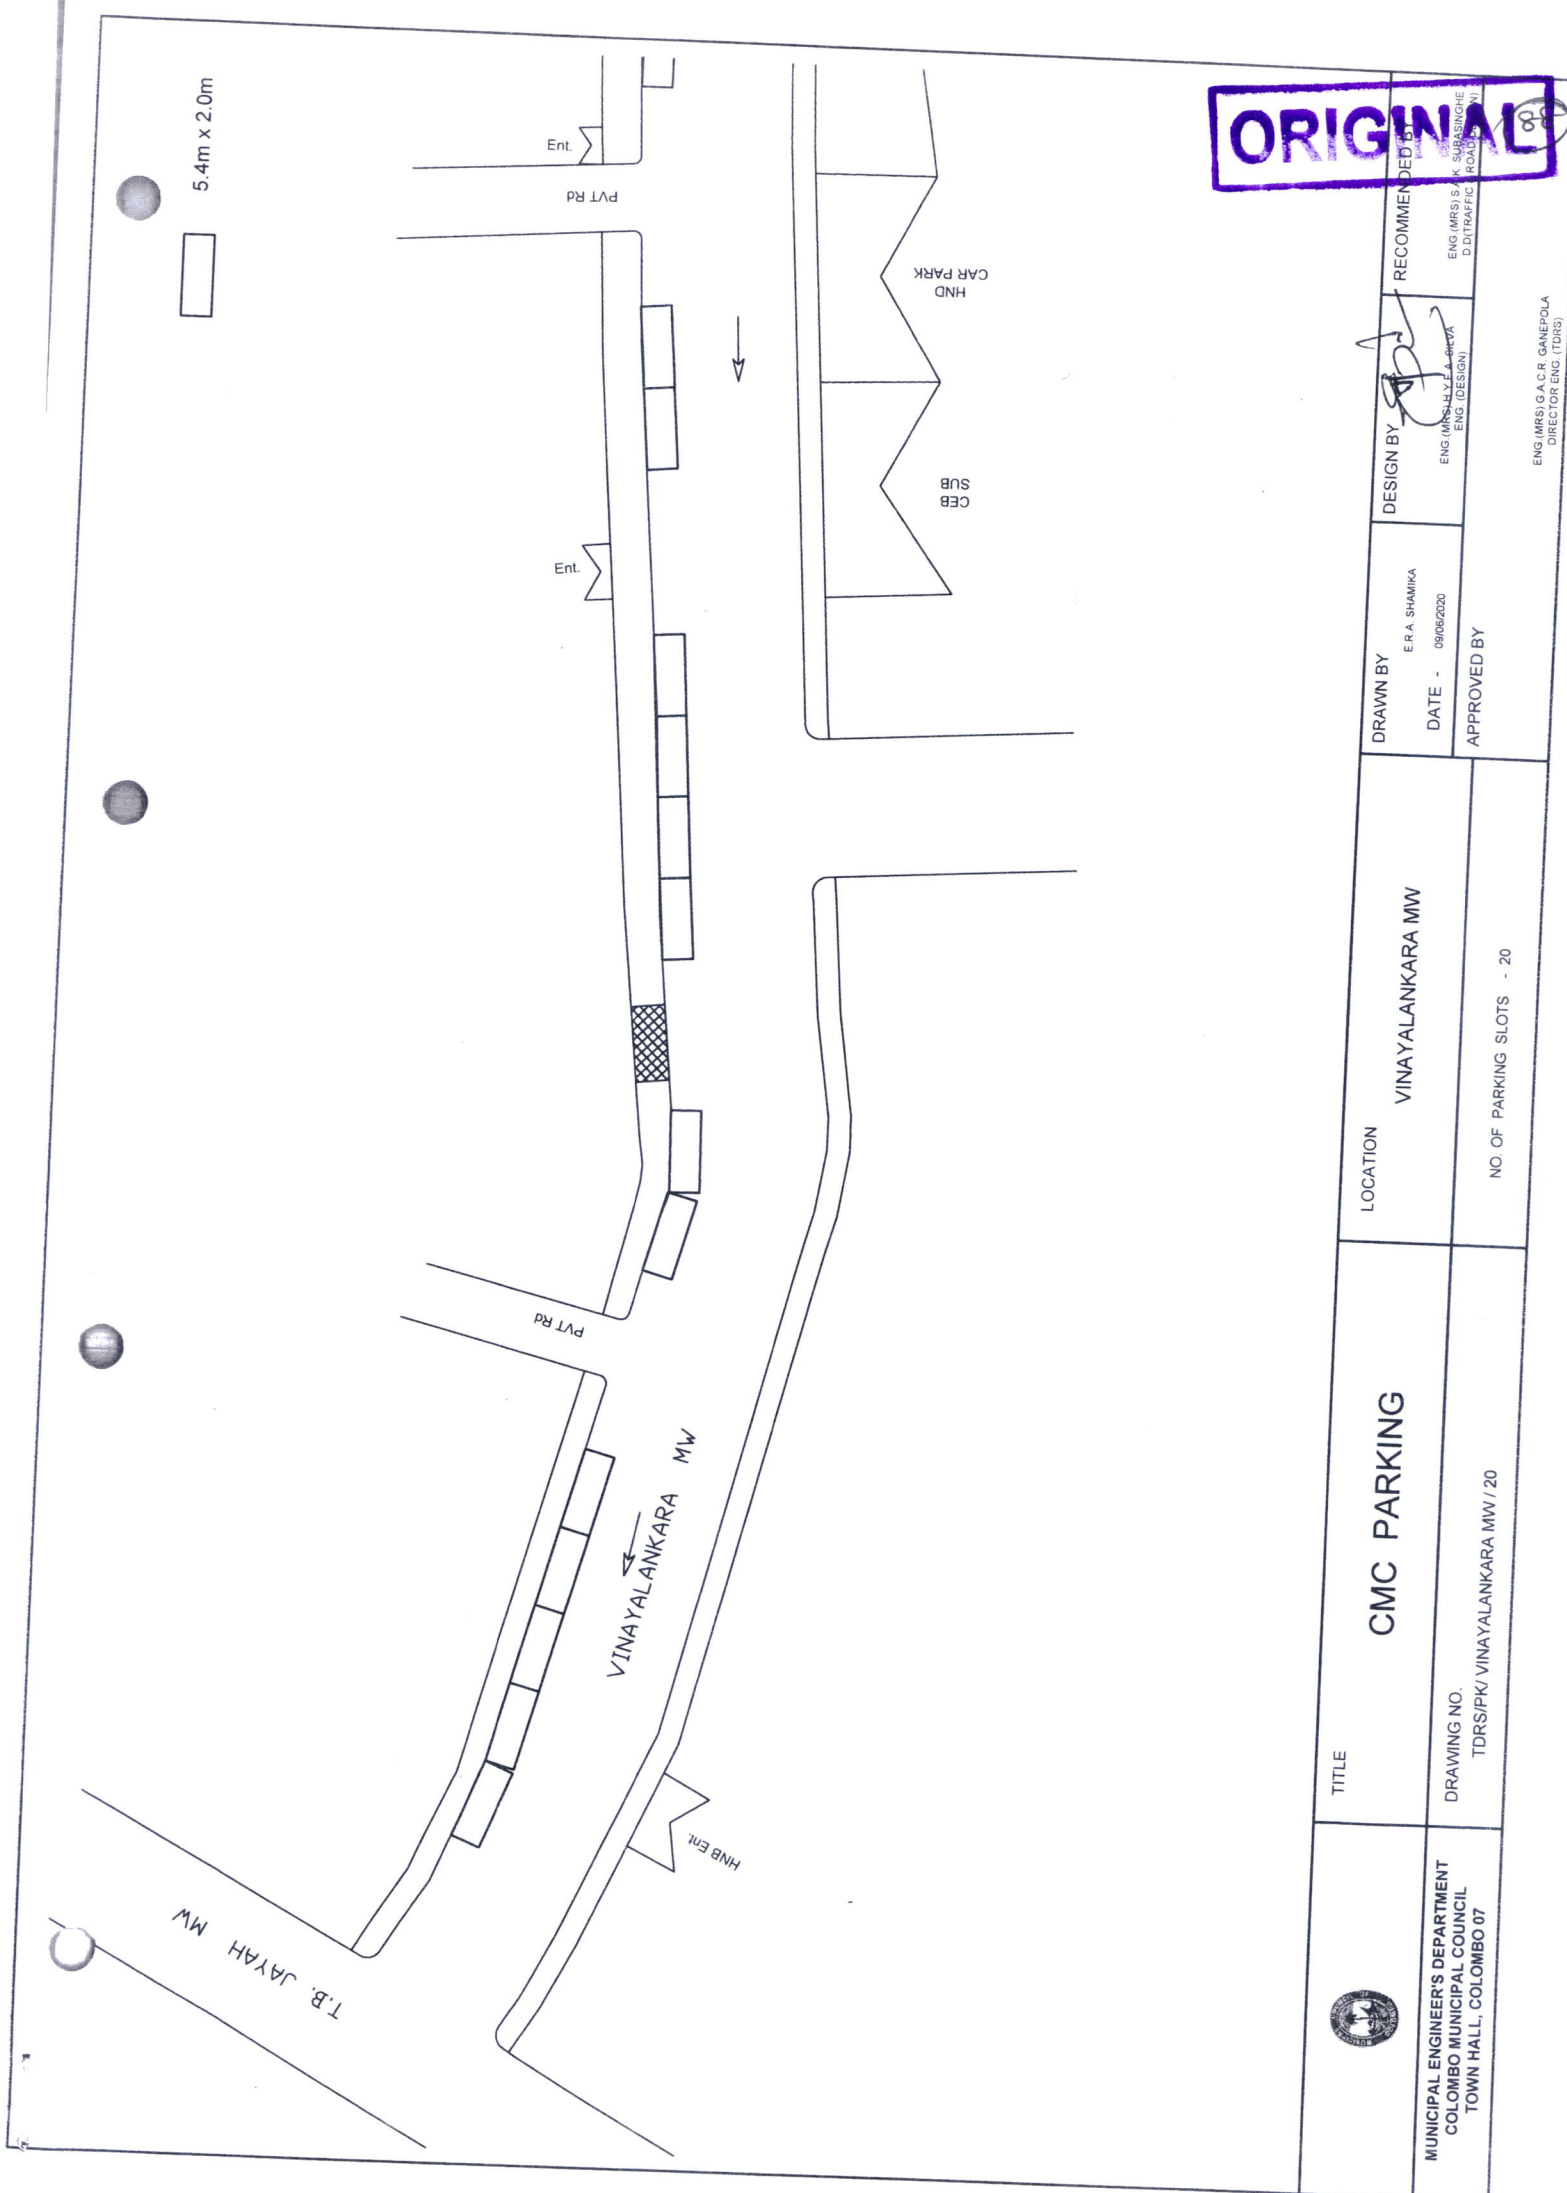 5.4m x 2.0m
Ent.
PVT Rd
Ent.
HND
CAR PARK
CEB
SUB
PVT Rd
VINAYALANKARA MW
HNB Ent.
T.B. JAYAH MW
ORIGINAL
MUNICIPAL ENGINEER'S DEPARTMENT
COLOMBO MUNICIPAL COUNCIL
TOWN HALL, COLOMBO 07
TITLE
CMC PARKING
DRAWING NO.
TDRS/PK/ VINAYALANKARA MW / 20
LOCATION
VINAYALANKARA MW
NO. OF PARKING SLOTS - 20
DRAWN BY
E.R.A. SHAMIKA
DATE - 09/06/2020
DESIGN BY
ENG.(MRS) H.Y.E.A. SILVA
ENG. (DESIGN)
RECOMMENDED BY
ENG.(MRS) S.A.K. SUBASINGHE
D.D(TRAFFIC ROAD
APPROVED BY
ENG.(MRS) G.A.C.R. GANEPOLA
DIRECTOR ENG. (TDRS)